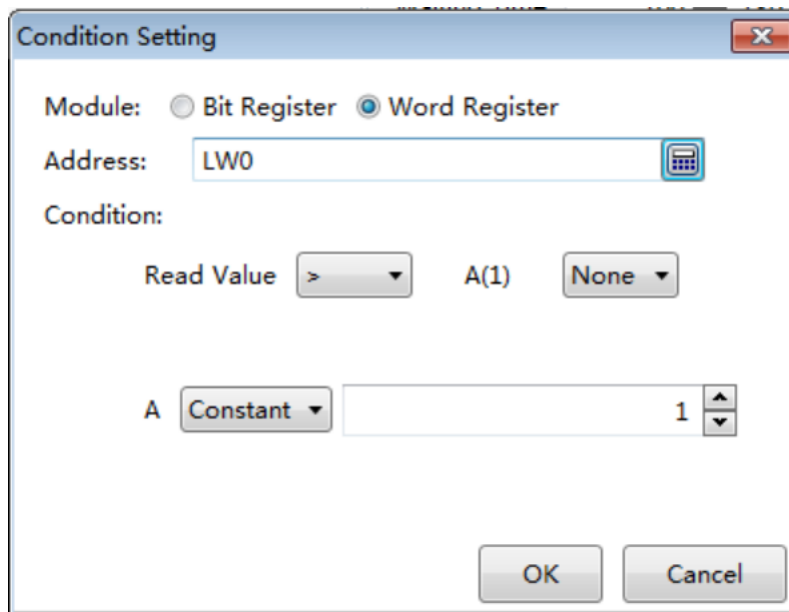 Condition Setting
Module: Bit Register Word Register
Address: LW0
Condition:
Read Value > A(1) None
A Constant 1
OK Cancel